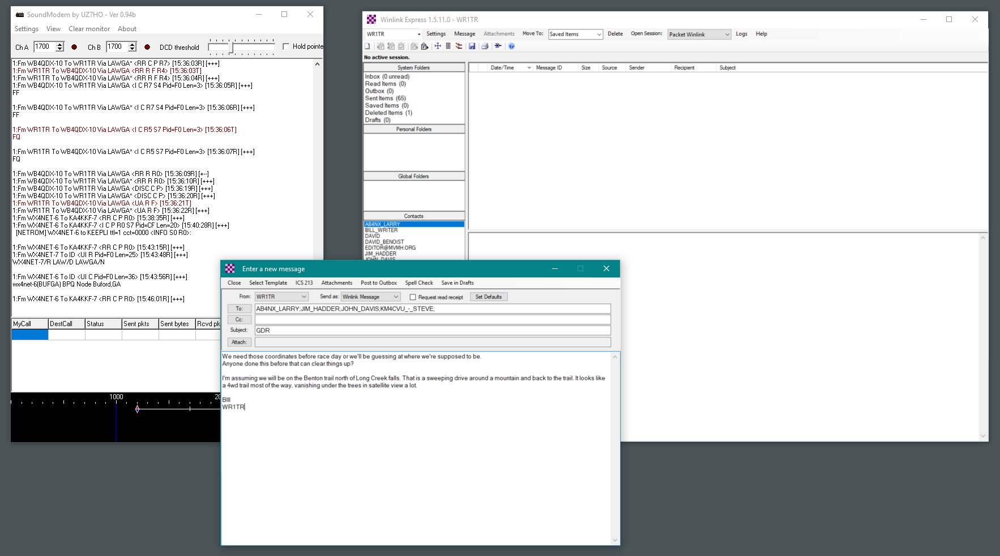 SoundModem by UZ7HO - Ver 0.94b
Settings View Clear monitor About
Ch A 1700 Ch B 1700 DCD threshold Hold pointe
1:Fm WB4QDX-10 To WR1TR Via LAWGA* <RR C P R7> [15:36:03R] [+++]
1:Fm WR1TR To WB4QDX-10 Via LAWGA <RR R F R4> [15:36:03T]
1:Fm WR1TR To WB4QDX-10 Via LAWGA* <RR R F R4> [15:36:04R] [+++]
1:Fm WB4QDX-10 To WR1TR Via LAWGA <I C R7 S4 Pid=F0 Len=3> [15:36:05R] [+++]
FF
1:Fm WB4QDX-10 To WR1TR Via LAWGA* <I C R7 S4 Pid=F0 Len=3> [15:36:06R] [+++]
FF
1:Fm WR1TR To WB4QDX-10 Via LAWGA <I C R5 S7 Pid=F0 Len=3> [15:36:06T]
FQ
1:Fm WR1TR To WB4QDX-10 Via LAWGA* <I C R5 S7 Pid=F0 Len=3> [15:36:07R] [+++]
FQ
1:Fm WB4QDX-10 To WR1TR Via LAWGA <RR R R0> [15:36:09R] [+--]
1:Fm WB4QDX-10 To WR1TR Via LAWGA* <RR R R0> [15:36:10R] [+++]
1:Fm WB4QDX-10 To WR1TR Via LAWGA <DISC C P> [15:36:19R] [+++]
1:Fm WB4QDX-10 To WR1TR Via LAWGA* <DISC C P> [15:36:20R] [+++]
1:Fm WR1TR To WB4QDX-10 Via LAWGA <UA R F> [15:36:21T]
1:Fm WR1TR To WB4QDX-10 Via LAWGA* <UA R F> [15:36:22R] [+++]
1:Fm WX4NET-6 To KA4KKF-7 <RR C P R0> [15:38:35R] [+++]
1:Fm WX4NET-6 To KA4KKF-7 <I C P R0 S7 Pid=CF Len=20> [15:40:28R] [+++]
[NETROM] WX4NET-6 to KEEPLI ttl=1 cct=0000 <INFO S0 R0>:
1:Fm WX4NET-6 To KA4KKF-7 <RR C P R0> [15:43:15R] [+++]
1:Fm WX4NET-7 To ID <UI R Pid=F0 Len=25> [15:43:48R] [+++]
WX4NET-7/R LAW/D LAWGA/N
1:Fm WX4NET-6 To ID <UI C Pid=F0 Len=36> [15:43:56R] [+++]
wx4net-6(BUFGA) BPQ Node Buford,GA
1:Fm WX4NET-6 To KA4KKF-7 <RR C P R0> [15:46:01R] [+++]
MyCall DestCall Status Sent pkts Sent bytes Rcvd pk
1000 20
Winlink Express 1.5.11.0 - WR1TR
WR1TR Settings Message Attachments Move To: Saved Items Delete Open Session: Packet Winlink Logs Help
No active session.
System Folders
Inbox (0 unread)
Read Items (0)
Outbox (0)
Sent Items (65)
Saved Items (0)
Deleted Items (1)
Drafts (0)
Personal Folders
Global Folders
Contacts
AB4NX_LARRY
BILL_WRITER
DAVID
DAVID_BENOIST
EDITOR@MVMH.ORG
JIM_HADDER
JOHN_DAVIS
Date/Time Message ID Size Source Sender Recipient Subject
Enter a new message
Close Select Template ICS 213 Attachments Post to Outbox Spell Check Save in Drafts
From: WR1TR Send as: Winlink Message Request read receipt Set Defaults
To: AB4NX_LARRY;JIM_HADDER;JOHN_DAVIS;KM4CVU_-_STEVE;
Cc:
Subject: GDR
Attach:
We need those coordinates before race day or we'll be guessing at where we're supposed to be.
Anyone done this before that can clear things up?
I'm assuming we will be on the Benton trail north of Long Creek falls. That is a sweeping drive around a mountain and back to the trail. It looks like
a 4wd trail most of the way, vanishing under the trees in satellite view a lot.
Bill
WR1TR